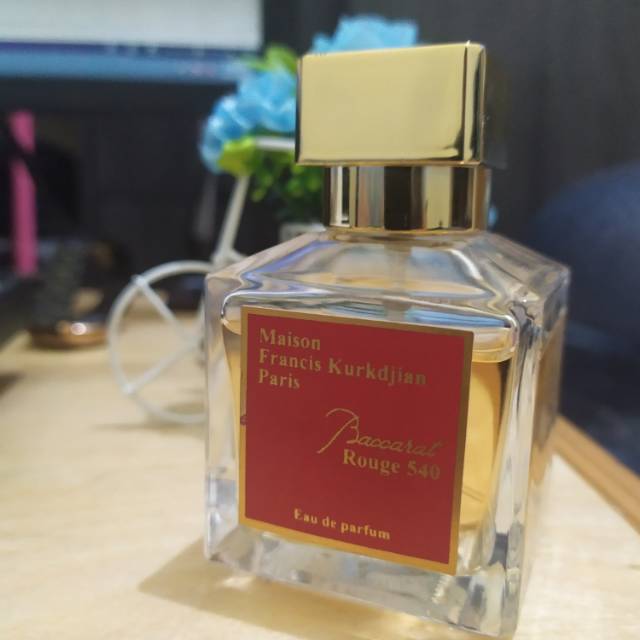 Maison
Francis Kurkdjian
Paris
Baccarat
Rouge 540
Eau de parfum